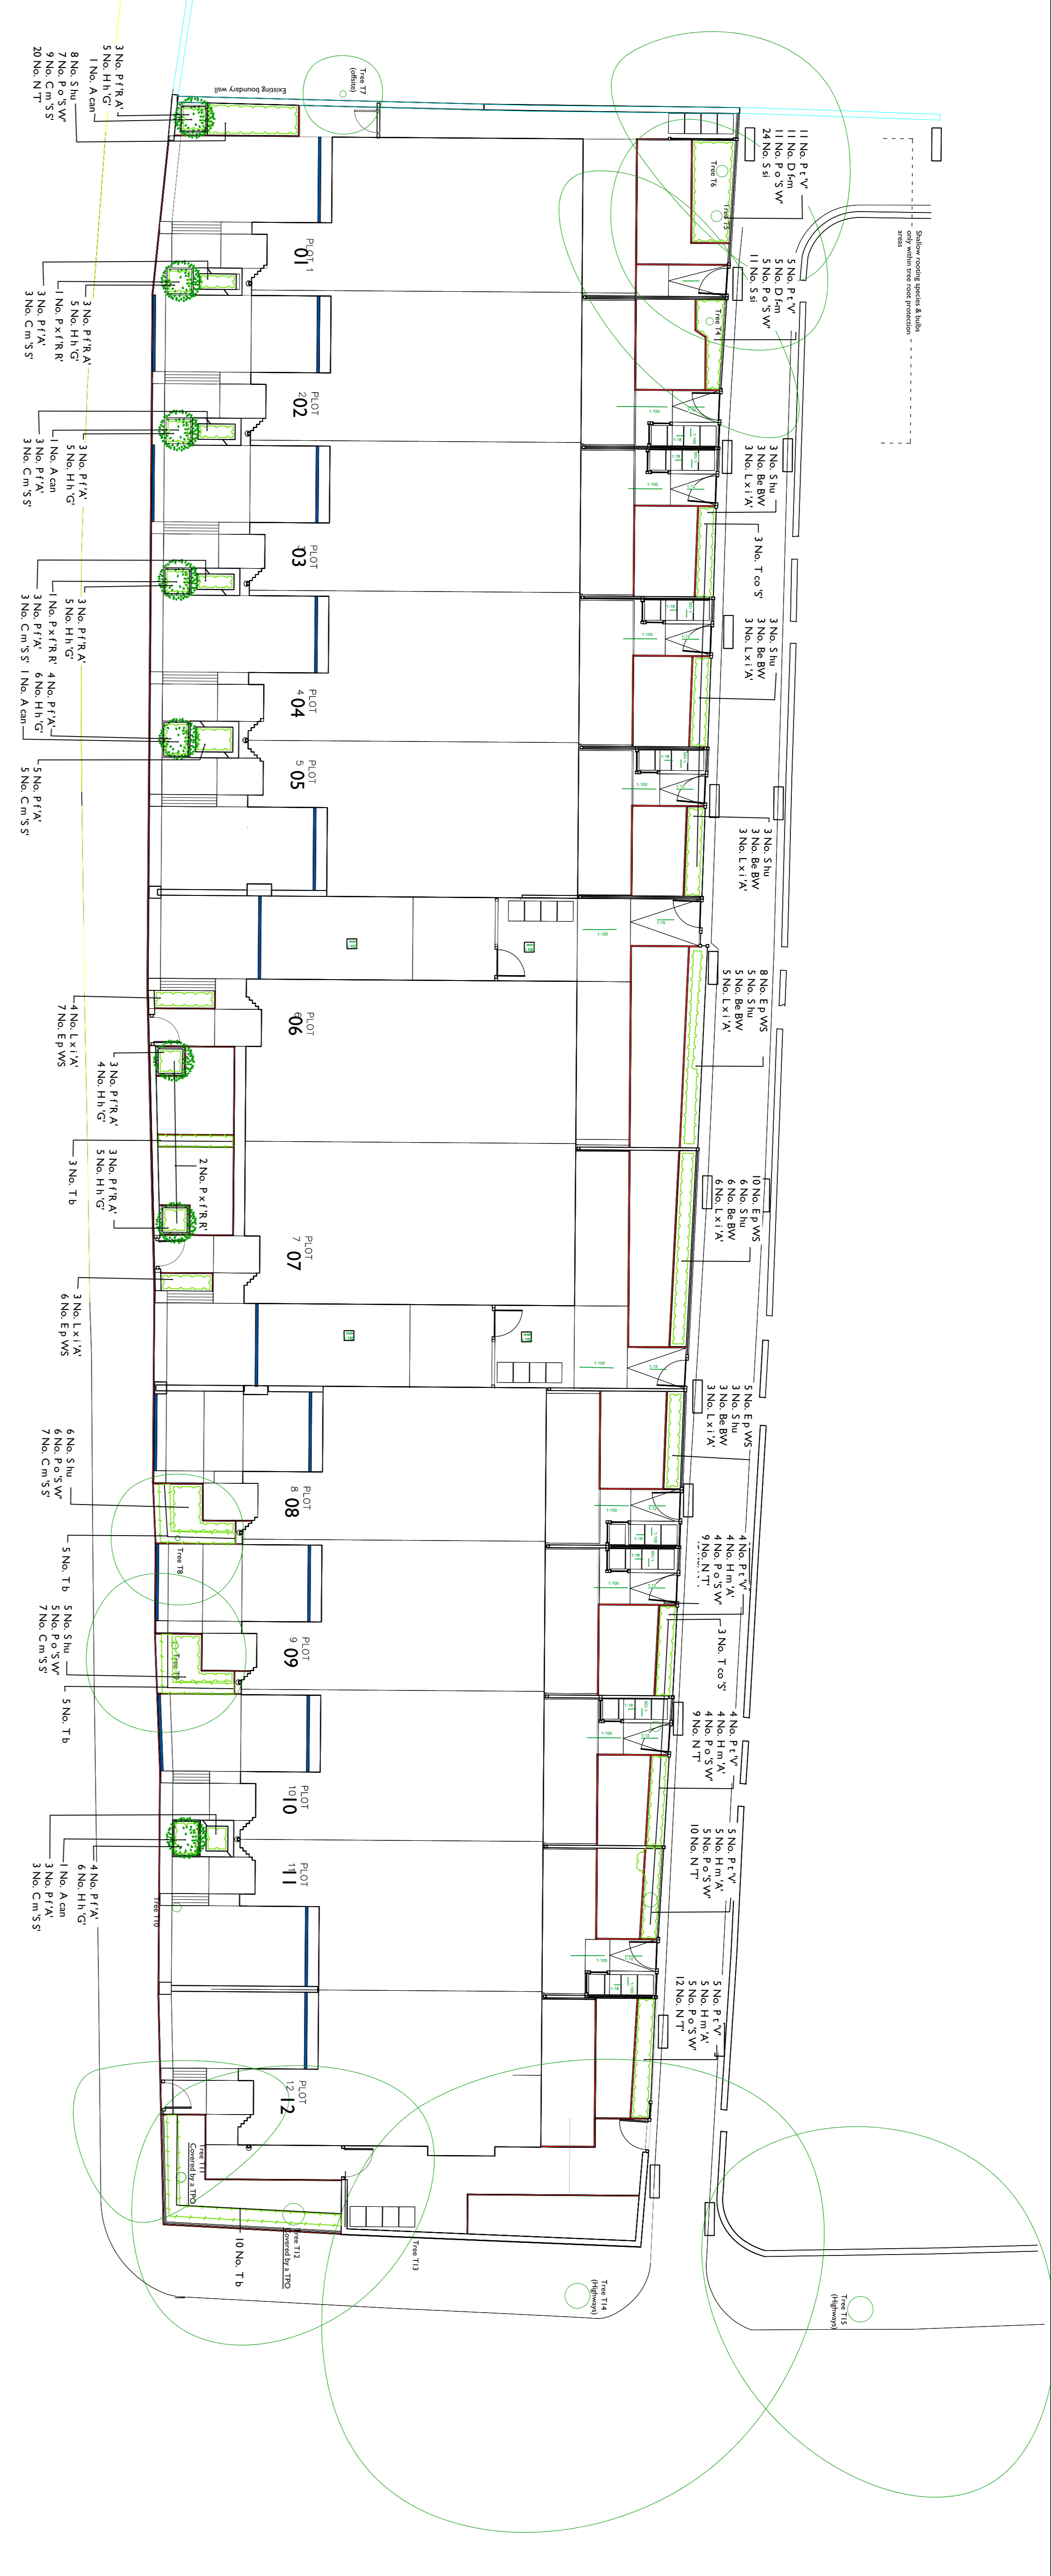 3 No. P f 'R A'
5 No. H h 'G'
1 No. A can
8 No. S hu
7 No. P o 'S W'
9 No. C m 'S S'
20 No. N 'T'
Existing boundary wall
Tree T7
(offsite)
11 No. P t 'V'
11 No. D f-m
11 No. P o 'S W'
24 No. S si
Tree T6
Tree T5
Shallow rooting species & bulbs
only within tree root protection
areas
5 No. P t 'V'
5 No. D f-m
5 No. P o 'S W'
11 No. S si
Tree T4
PLOT 1
01
3 No. P f 'R A'
5 No. H h 'G'
1 No. P x f 'R R'
3 No. P f 'A'
3 No. C m 'S S'
PLOT
2
02
3 No. P f 'A'
5 No. H h 'G'
1 No. A can
3 No. P f 'A'
3 No. C m 'S S'
3 No. S hu
3 No. Be BW
3 No. L x i 'A'
3 No. T co 'S'
PLOT
03
3 No. P f 'R A'
5 No. H h 'G'
1 No. P x f 'R R'
3 No. P f 'A'
3 No. C m 'S S'
3 No. S hu
3 No. Be BW
3 No. L x i 'A'
PLOT
4
04
4 No. P f 'A'
6 No. H h 'G'
1 No. A can
PLOT
5
05
5 No. P f 'A'
5 No. C m 'S S'
3 No. S hu
3 No. Be BW
3 No. L x i 'A'
8 No. E p WS
5 No. S hu
5 No. Be BW
5 No. L x i 'A'
PLOT
06
4 No. L x i 'A'
7 No. E p WS
3 No. P f 'R A'
4 No. H h 'G'
3 No. T b
3 No. P f 'R A'
5 No. H h 'G'
2 No. P x f 'R R'
10 No. E p WS
6 No. S hu
6 No. Be BW
6 No. L x i 'A'
PLOT
7
07
3 No. L x i 'A'
6 No. E p WS
5 No. E p WS
3 No. S hu
3 No. Be BW
3 No. L x i 'A'
PLOT
8
08
6 No. S hu
6 No. P o 'S W'
7 No. C m 'S S'
5 No. T b
Tree T8
4 No. P t 'V'
4 No. H m 'A'
4 No. P o 'S W'
9 No. N 'T'
3 No. T co 'S'
PLOT
9
09
Tree T9
5 No. S hu
5 No. P o 'S W'
7 No. C m 'S S'
5 No. T b
4 No. P t 'V'
4 No. H m 'A'
4 No. P o 'S W'
9 No. N 'T'
PLOT
10
10
5 No. P t 'V'
5 No. H m 'A'
5 No. P o 'S W'
10 No. N 'T'
PLOT
11
11
4 No. P f 'A'
6 No. H h 'G'
1 No. A can
3 No. P f 'A'
3 No. C m 'S S'
Tree T10
5 No. P t 'V'
5 No. H m 'A'
5 No. P o 'S W'
12 No. N 'T'
PLOT
12
12
Tree T11
Covered by a TPO
Tree T12
Covered by a TPO
10 No. T b
Tree T13
Tree T14
(Highways)
Tree T15
(Highways)